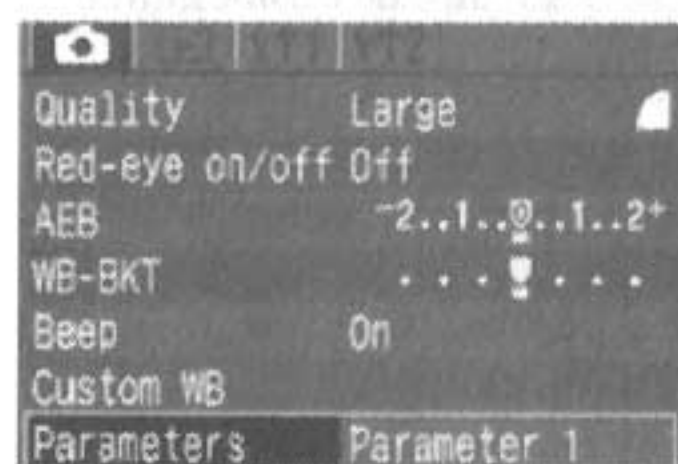 Quality Large
Red-eye on/off Off
AEB -2..1..0..1..2+
WB-BKT
Beep On
Custom WB
Parameters Parameter 1